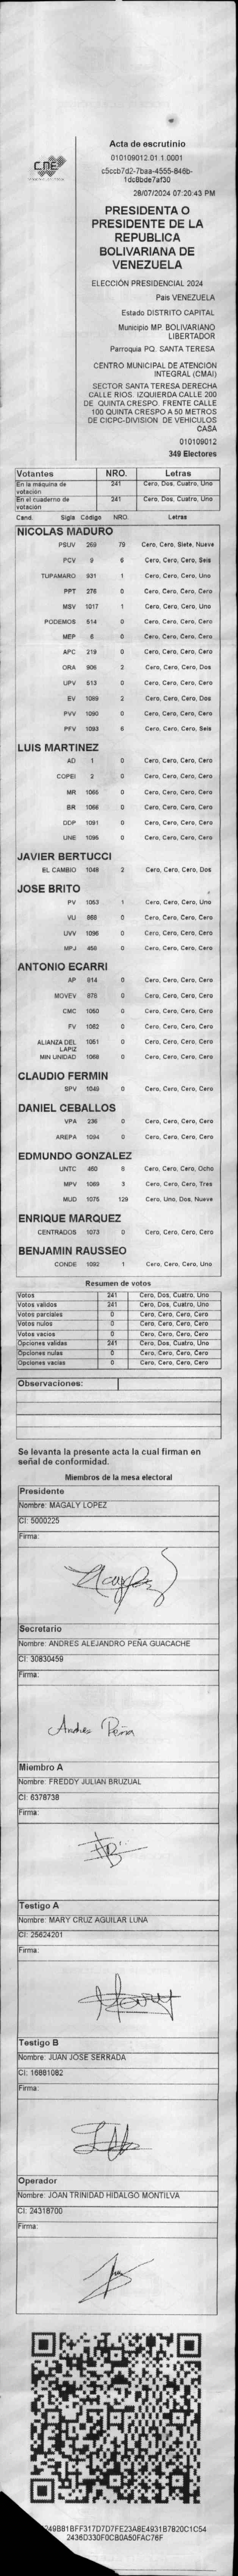 CNE
Acta de escrutinio
010109012.01.1.0001
c5ccb7d2-7baa-4555-846b-
1dc8bde7af30
28/07/2024 07:20:43 PM
PRESIDENTA O
PRESIDENTE DE LA
REPUBLICA
BOLIVARIANA DE
VENEZUELA
ELECCIÓN PRESIDENCIAL 2024
Pais VENEZUELA
Estado DISTRITO CAPITAL
Municipio MP. BOLIVARIANO
LIBERTADOR
Parroquia PQ. SANTA TERESA
CENTRO MUNICIPAL DE ATENCIÓN
INTEGRAL (CMAI)
SECTOR SANTA TERESA DERECHA
CALLE RIOS IZQUIERDA CALLE 200
DE QUINTA CRESPO. FRENTE CALLE
100 QUINTA CRESPO A 50 METROS
DE CICPC-DIVISION DE VEHICULOS
CASA
010109012
349 Electores
Votantes NRO. Letras
En la máquina de votación 241 Cero, Dos, Cuatro, Uno
En el cuaderno de votación 241 Cero, Dos, Cuatro, Uno
Cand. Sigla Código NRO. Letras
NICOLAS MADURO
PSUV 269 79 Cero, Cero, Siete, Nueve
PCV 9 6 Cero, Cero, Cero, Seis
TUPAMARO 931 1 Cero, Cero, Cero, Uno
PPT 276 0 Cero, Cero, Cero, Cero
MSV 1017 1 Cero, Cero, Cero, Uno
PODEMOS 514 0 Cero, Cero, Cero, Cero
MEP 6 0 Cero, Cero, Cero, Cero
APC 219 0 Cero, Cero, Cero, Cero
ORA 906 2 Cero, Cero, Cero, Dos
UPV 613 0 Cero, Cero, Cero, Cero
EV 1089 2 Cero, Cero, Cero, Dos
PVV 1090 0 Cero, Cero, Cero, Cero
PFV 1093 6 Cero, Cero, Cero, Seis
LUIS MARTINEZ
AD 1 0 Cero, Cero, Cero, Cero
COPEI 2 0 Cero, Cero, Cero, Cero
MR 1065 0 Cero, Cero, Cero, Cero
BR 1066 0 Cero, Cero, Cero, Cero
DDP 1091 0 Cero, Cero, Cero, Cero
UNE 1095 0 Cero, Cero, Cero, Cero
JAVIER BERTUCCI
EL CAMBIO 1048 2 Cero, Cero, Cero, Dos
JOSE BRITO
PV 1053 1 Cero, Cero, Cero, Uno
VU 868 0 Cero, Cero, Cero, Cero
UVV 1096 0 Cero, Cero, Cero, Cero
MPJ 450 0 Cero, Cero, Cero, Cero
ANTONIO ECARRI
AP 814 0 Cero, Cero, Cero, Cero
MOVEV 878 0 Cero, Cero, Cero, Cero
CMC 1050 0 Cero, Cero, Cero, Cero
FV 1052 0 Cero, Cero, Cero, Cero
ALIANZA DEL LAPIZ 1051 0 Cero, Cero, Cero, Cero
MIN UNIDAD 1068 0 Cero, Cero, Cero, Cero
CLAUDIO FERMIN
SPV 1046 0 Cero, Cero, Cero, Cero
DANIEL CEBALLOS
VPA 236 0 Cero, Cero, Cero, Cero
AREPA 1094 0 Cero, Cero, Cero, Cero
EDMUNDO GONZALEZ
UNTC 460 8 Cero, Cero, Cero, Ocho
MPV 1069 3 Cero, Cero, Cero, Tres
MUD 1075 129 Cero, Uno, Dos, Nueve
ENRIQUE MARQUEZ
CENTRADOS 1073 0 Cero, Cero, Cero, Cero
BENJAMIN RAUSSEO
CONDE 1092 1 Cero, Cero, Cero, Uno
Resumen de votos
Votos 241 Cero, Dos, Cuatro, Uno
Votos validos 241 Cero, Dos, Cuatro, Uno
Votos parciales 0 Cero, Cero, Cero, Cero
Votos nulos 0 Cero, Cero, Cero, Cero
Votos vacios 0 Cero, Cero, Cero, Cero
Opciones validas 241 Cero, Dos, Cuatro, Uno
Opciones nulas 0 Cero, Cero, Cero, Cero
Opciones vacias 0 Cero, Cero, Cero, Cero
Observaciones:
Se levanta la presente acta la cual firman en
señal de conformidad.
Miembros de la mesa electoral
Presidente
Nombre: MAGALY LOPEZ
CI: 5000225
Firma:
Secretario
Nombre: ANDRES ALEJANDRO PEÑA GUACACHE
CI: 30830459
Firma:
Andres Peña
Miembro A
Nombre: FREDDY JULIAN BRUZUAL
CI: 6378738
Firma:
Testigo A
Nombre: MARY CRUZ AGUILAR LUNA
CI: 25624201
Firma:
Testigo B
Nombre: JUAN JOSE SERRADA
CI: 16881082
Firma:
Operador
Nombre: JOAN TRINIDAD HIDALGO MONTILVA
CI: 24318700
Firma:
249B81BFF317D7D7FE23A8E4931B7820C1C54
2436D330F0CB0A50FAC76F